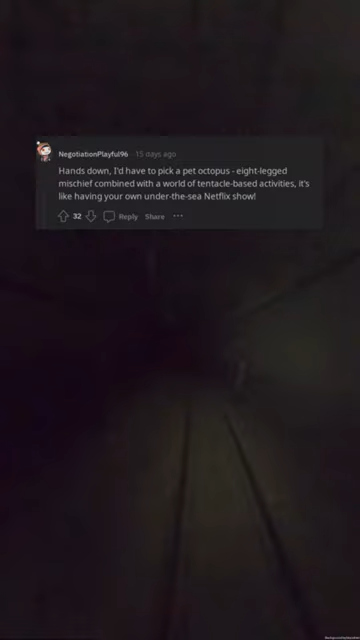 NegotiationPlayful96 · 15 days ago
Hands down, I'd have to pick a pet octopus - eight-legged
mischief combined with a world of tentacle-based activities, it's
like having your own under-the-sea Netflix show!
32 Reply Share ···